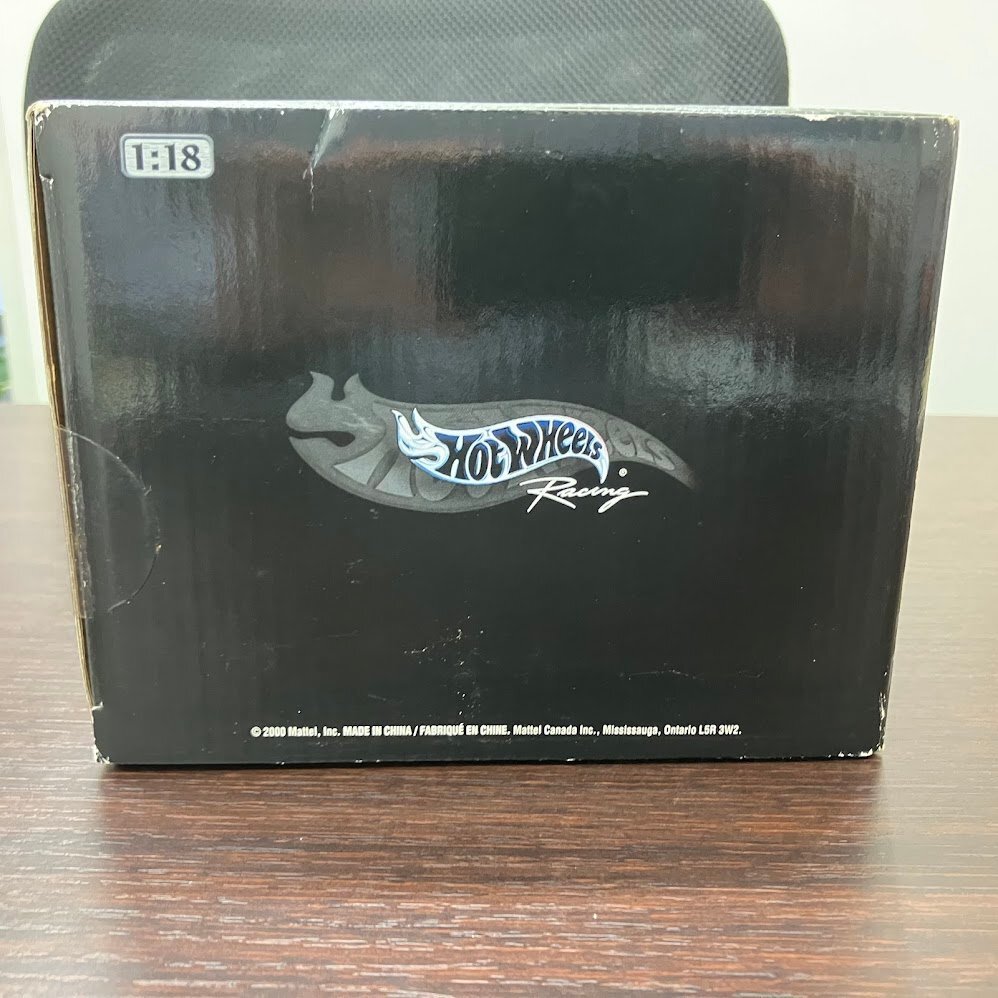 1:18
HOT WHEELS
Racing®
© 2000 Mattel, Inc. MADE IN CHINA / FABRIQUÉ EN CHINE. Mattel Canada Inc., Mississauga, Ontario L5R 3W2.